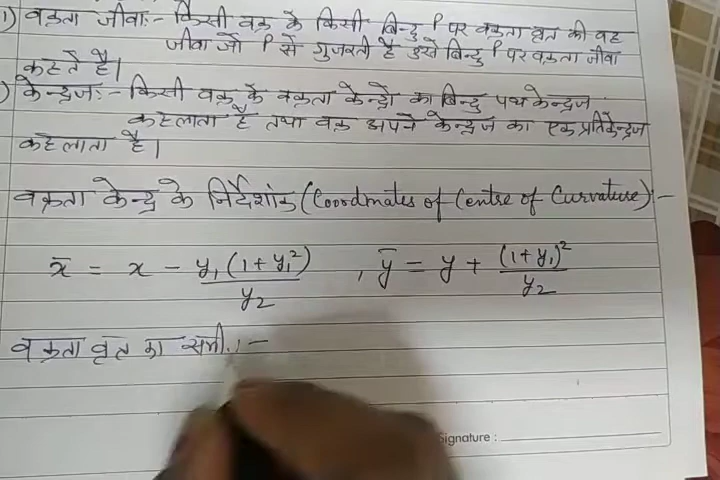 1) वक्रता जीवा:- किसी वक्र के किसी बिन्दु P पर वक्रता वृत की वह
जीवा जो P से गुजरती है उसे बिन्दु P पर वक्रता जीवा
कहते है।
) केन्द्रज:- किसी वक्र के वक्रता केन्द्रों का बिन्दु पथ केन्द्रज
कहलाता है तथा वक्र अपने केन्द्रज का एक प्रतिकेन्द्रज
कहलाता है।
वक्रता केन्द्र के निर्देशांक (Coordinates of Centre of Curvature) :-
x̄ = x - y₁(1+y₁²)/y₂ , ȳ = y + (1+y₁)²/y₂
वक्रता वृत का समी. :-
Signature :